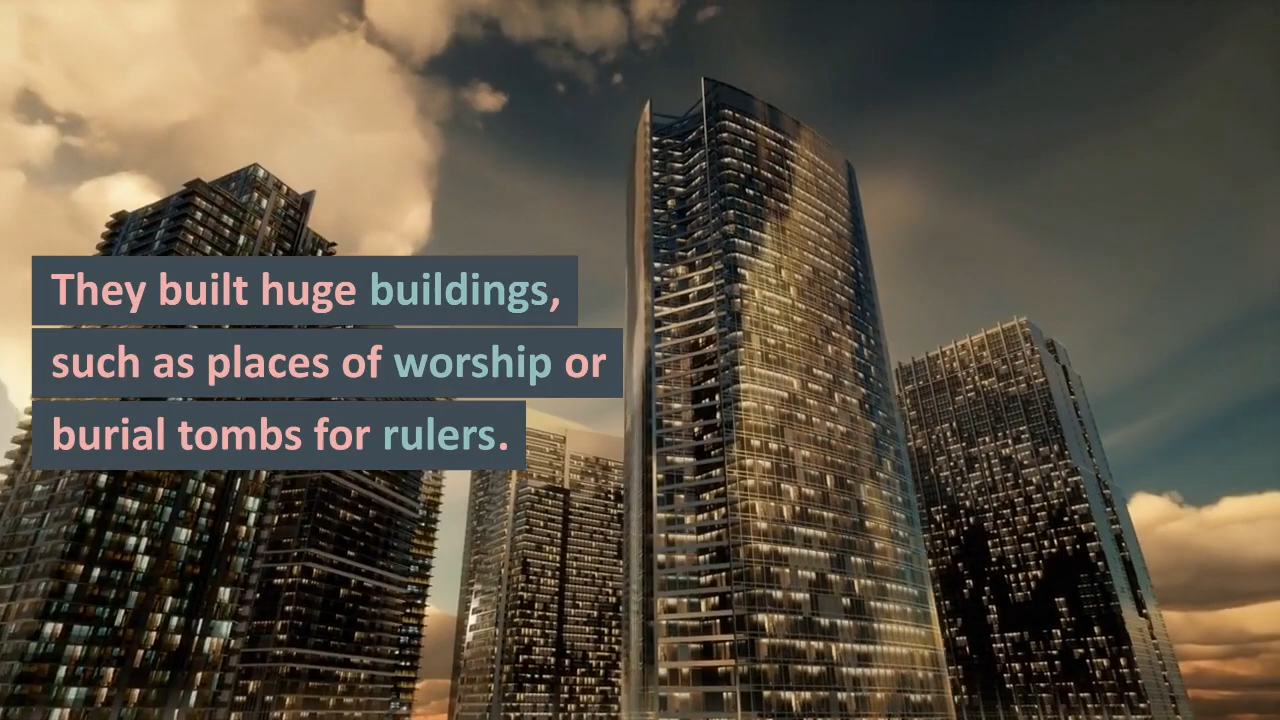 They built huge buildings,
such as places of worship or
burial tombs for rulers.